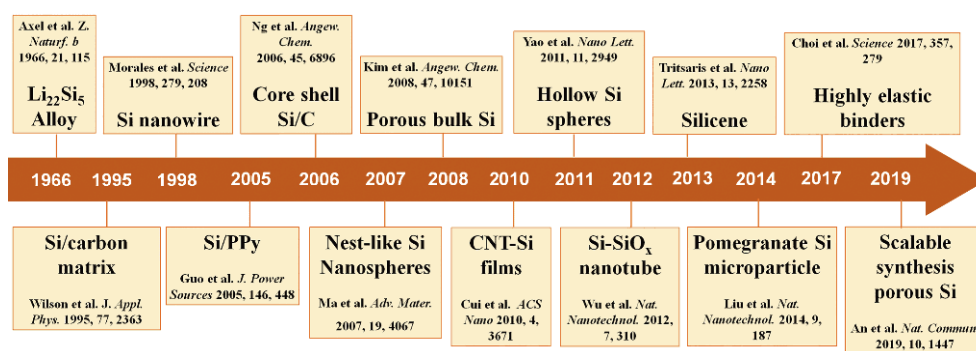 Axel et al. Z.
Naturf. b
1966, 21, 115
Li22Si5
Alloy
Morales et al. Science
1998, 279, 208
Si nanowire
Ng et al. Angew.
Chem.
2006, 45, 6896
Core shell
Si/C
Kim et al. Angew. Chem.
2008, 47, 10151
Porous bulk Si
Yao et al. Nano Lett.
2011, 11, 2949
Hollow Si
spheres
Tritsaris et al. Nano
Lett. 2013, 13, 2258
Silicene
Choi et al. Science 2017, 357,
279
Highly elastic
binders
1966 1995 1998 2005 2006 2007 2008 2010 2011 2012 2013 2014 2017 2019
Si/carbon
matrix
Wilson et al. J. Appl.
Phys. 1995, 77, 2363
Si/PPy
Guo et al. J. Power
Sources 2005, 146, 448
Nest-like Si
Nanospheres
Ma et al. Adv. Mater.
2007, 19, 4067
CNT-Si
films
Cui et al. ACS
Nano 2010, 4,
3671
Si-SiOx
nanotube
Wu et al. Nat.
Nanotechnol. 2012,
7, 310
Pomegranate Si
microparticle
Liu et al. Nat.
Nanotechnol. 2014, 9,
187
Scalable
synthesis
porous Si
An et al. Nat. Commun
2019, 10, 1447